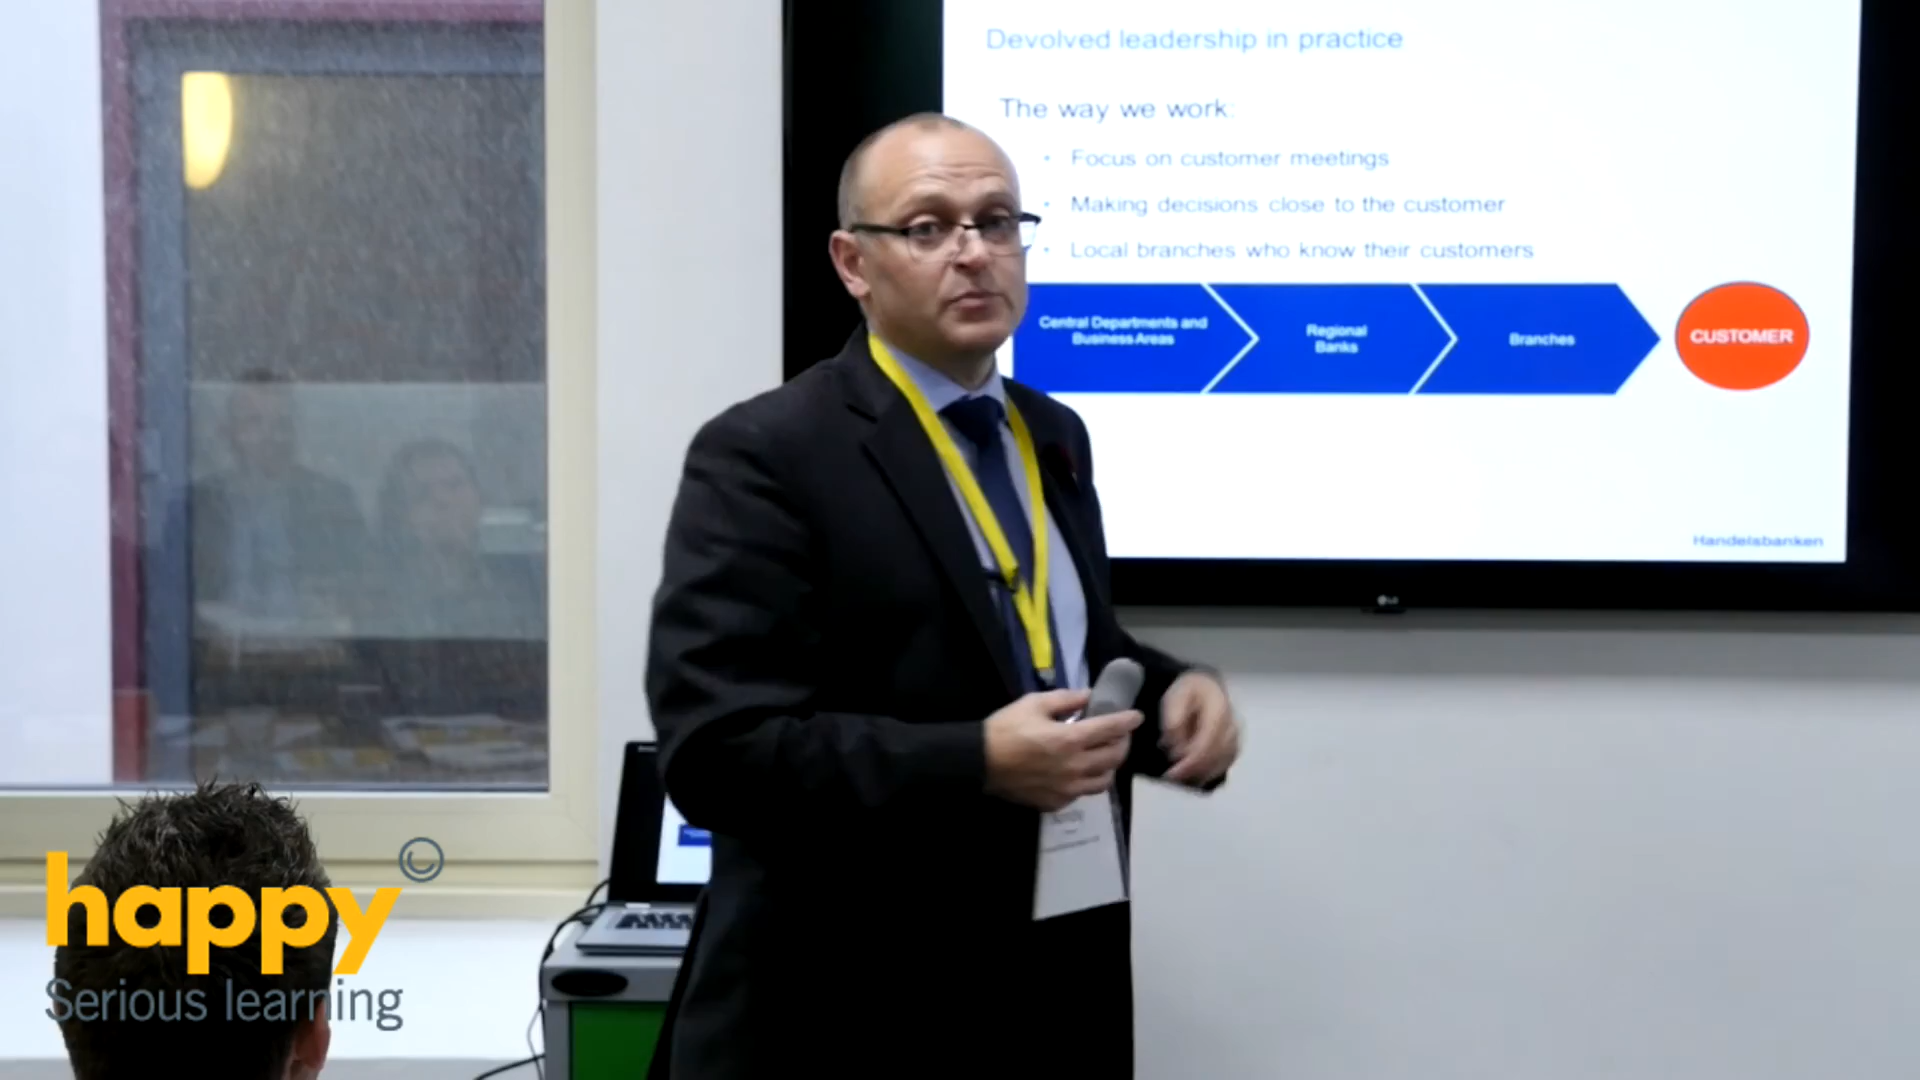 Devolved leadership in practice
The way we work:
• Focus on customer meetings
• Making decisions close to the customer
• Local branches who know their customers
Central Departments and
Business Areas
Regional
Banks
Branches
CUSTOMER
Handelsbanken
LG
happy
Serious learning